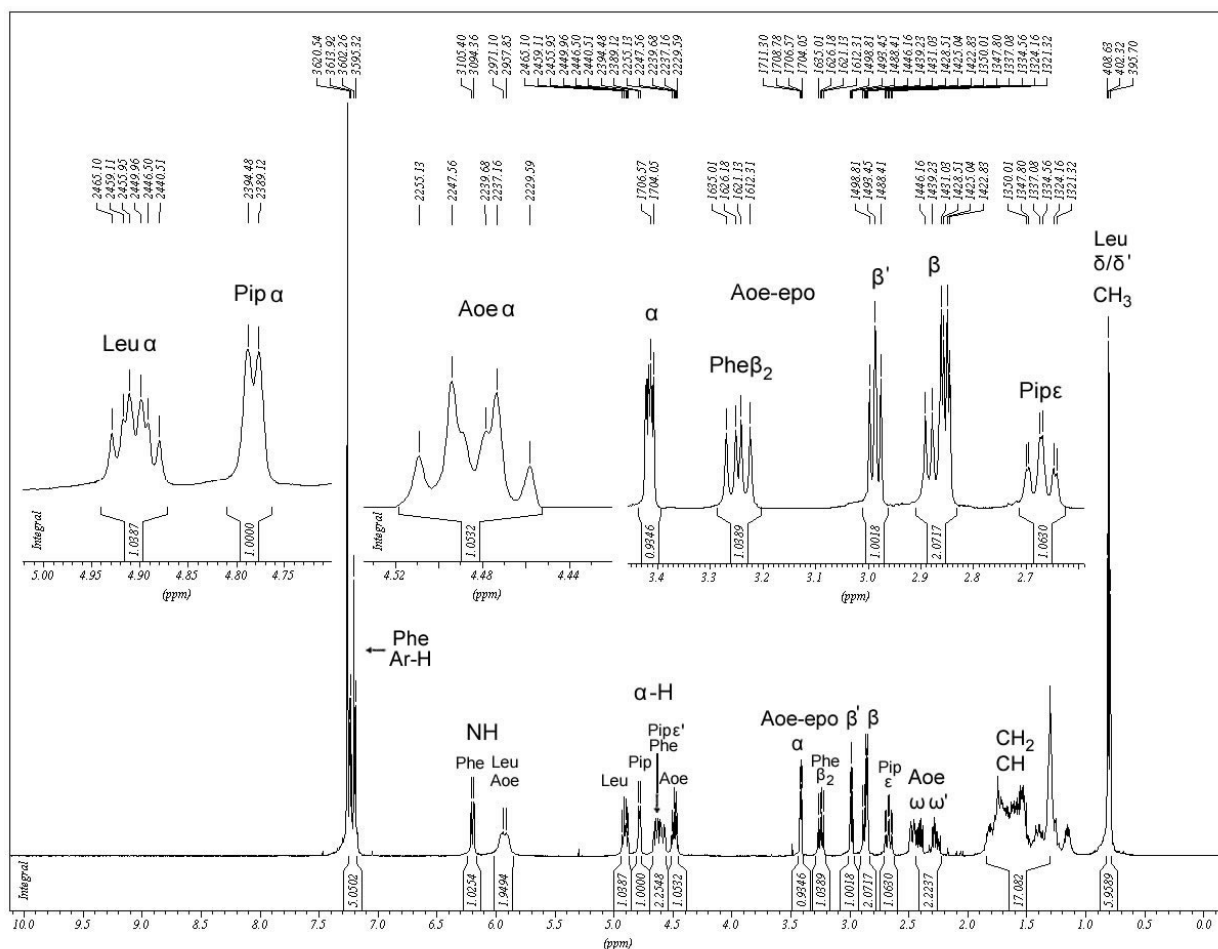 3620.54
3613.92
3602.26
3595.32
3105.40
3094.36
2971.10
2957.85
2465.10
2459.11
2455.95
2449.96
2446.50
2440.51
2394.48
2389.12
2255.13
2247.56
2239.68
2237.16
2229.59
1711.30
1708.78
1706.57
1704.05
1635.01
1626.18
1621.13
1612.31
1498.81
1493.45
1488.41
1446.16
1439.23
1431.03
1428.51
1425.04
1422.83
1350.01
1347.80
1337.08
1334.56
1324.16
1321.32
408.63
402.32
395.70
2465.10
2459.11
2455.95
2449.96
2446.50
2440.51
2394.48
2389.12
2255.13
2247.56
2239.68
2237.16
2229.59
1706.57
1704.05
1635.01
1626.18
1621.13
1612.31
1498.81
1493.45
1488.41
1446.16
1439.23
1431.03
1428.51
1425.04
1422.83
1350.01
1347.80
1337.08
1334.56
1324.16
1321.32
Leu α
Pip α
Aoe α
α
Aoe-epo
Pheβ2
β'
β
Pipε
Leu
δ/δ'
CH3
Integral
1.0387
1.0000
5.00 4.95 4.90 4.85 4.80 4.75
(ppm)
Integral
1.0532
4.52 4.48 4.44
(ppm)
Integral
0.9346
1.0389
1.0018
2.0717
1.0630
3.4 3.3 3.2 3.1 3.0 2.9 2.8 2.7
(ppm)
Phe
Ar-H
NH
Phe
Leu
Aoe
α-H
Leu
Pip
Pipε'
Phe
Aoe
Aoe-epo
α
Phe
β2
β'
β
Pip
ε
Aoe
ω ω'
CH2
CH
Integral
5.0502
1.0254
1.9494
1.0387
1.0000
2.2548
1.0532
0.9346
1.0389
1.0018
2.0717
1.0630
2.2237
17.082
5.9589
10.0 9.5 9.0 8.5 8.0 7.5 7.0 6.5 6.0 5.5 5.0 4.5 4.0 3.5 3.0 2.5 2.0 1.5 1.0 0.5 0.0
(ppm)